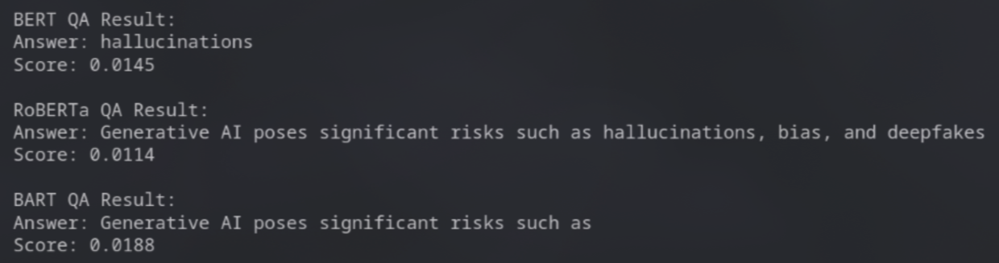 BERT QA Result:
Answer: hallucinations
Score: 0.0145
RoBERTa QA Result:
Answer: Generative AI poses significant risks such as hallucinations, bias, and deepfakes
Score: 0.0114
BART QA Result:
Answer: Generative AI poses significant risks such as
Score: 0.0188